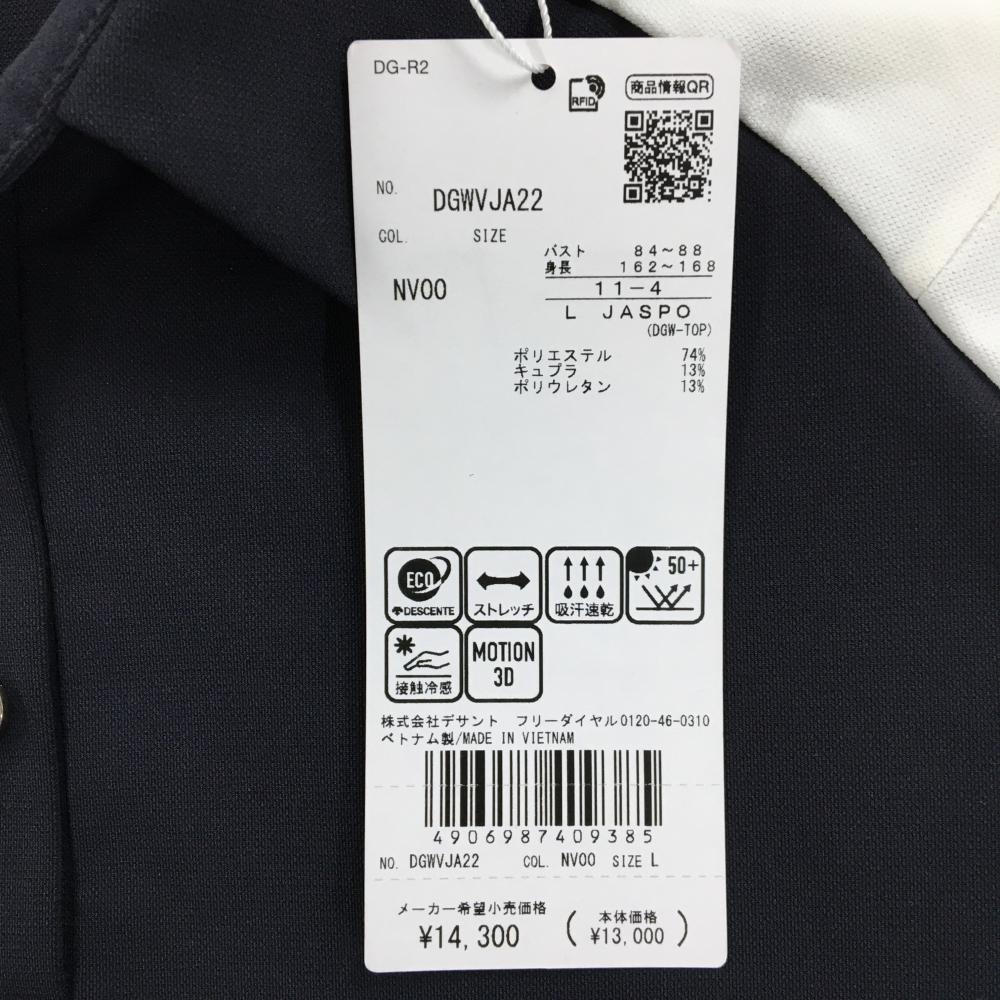 DG-R2
RFID
商品情報QR
NO. DGWVJA22
COL. SIZE
バスト 84～88
身長 162～168
NV00
11-4
L JASPO
(DGW-TOP)
ポリエステル 74%
キュプラ 13%
ポリウレタン 13%
ECO
DESCENTE
ストレッチ
吸汗速乾
50+
接触冷感
MOTION
3D
株式会社デサント フリーダイヤル0120-46-0310
ベトナム製/MADE IN VIETNAM
4906987409385
NO. DGWVJA22 COL. NV00 SIZE L
メーカー希望小売価格
¥14,300
(本体価格
¥13,000)